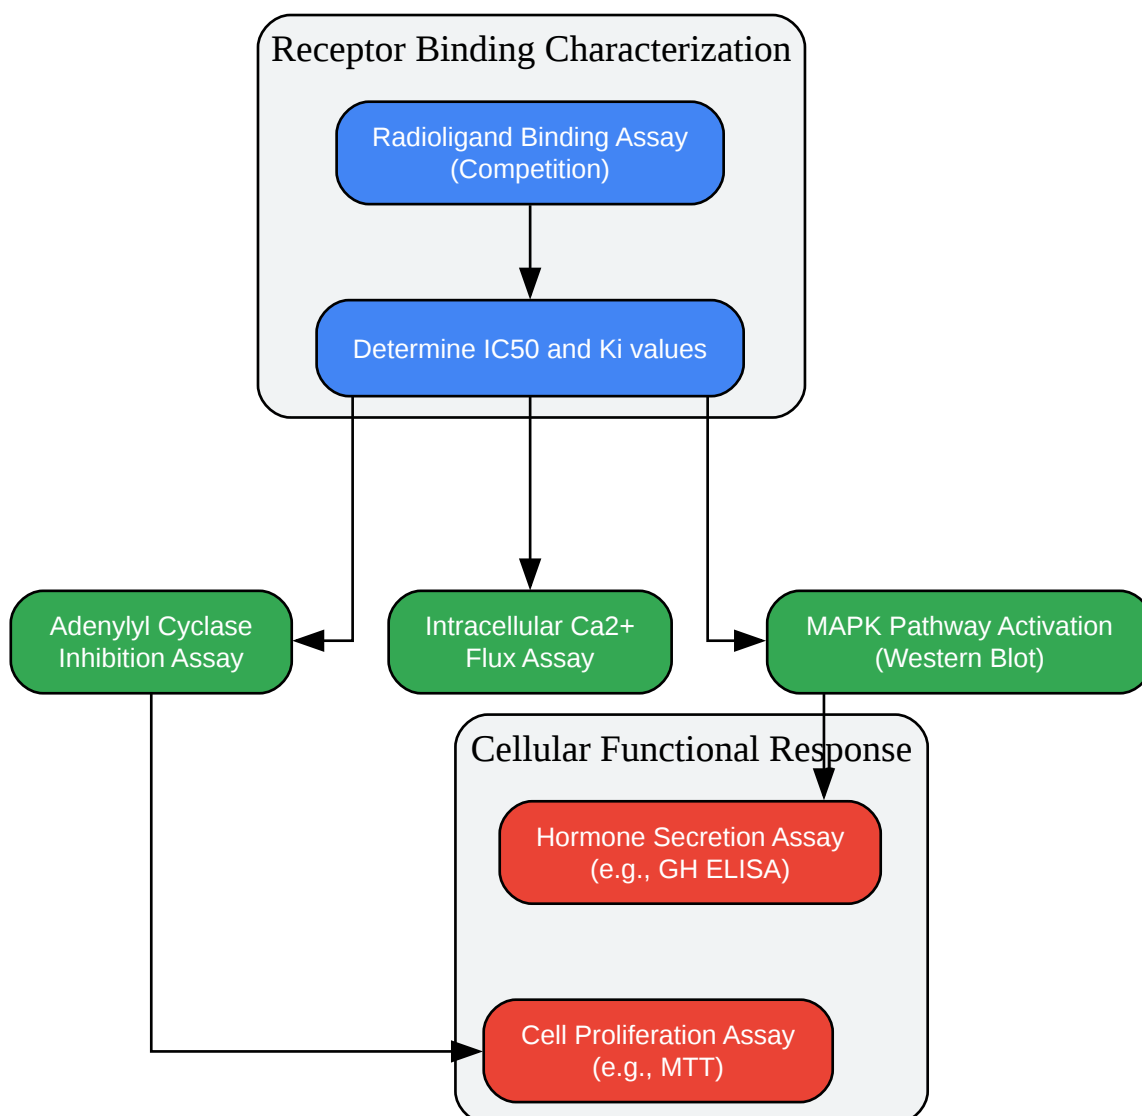 Receptor Binding Characterization
Radioligand Binding Assay
(Competition)
Determine IC50 and Ki values
Adenylyl Cyclase
Inhibition Assay
Intracellular Ca2+
Flux Assay
MAPK Pathway Activation
(Western Blot)
Cellular Functional Response
Hormone Secretion Assay
(e.g., GH ELISA)
Cell Proliferation Assay
(e.g., MTT)